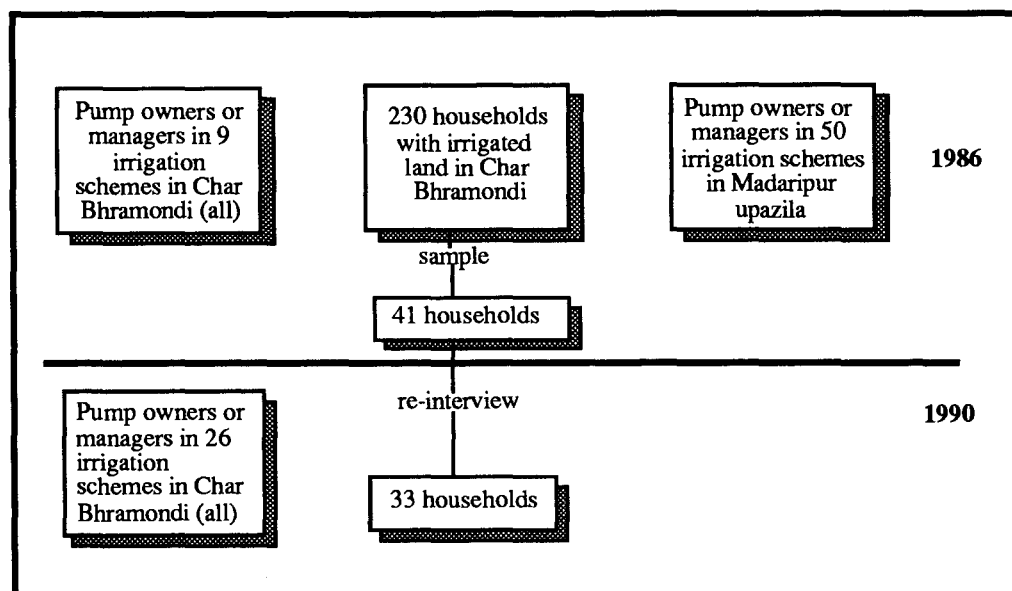 Pump owners or
managers in 9
irrigation
schemes in Char
Bhramondi (all)
230 households
with irrigated
land in Char
Bhramondi
Pump owners or
managers in 50
irrigation schemes
in Madaripur
upazila
1986
sample
41 households
re-interview
1990
Pump owners or
managers in 26
irrigation
schemes in Char
Bhramondi (all)
33 households